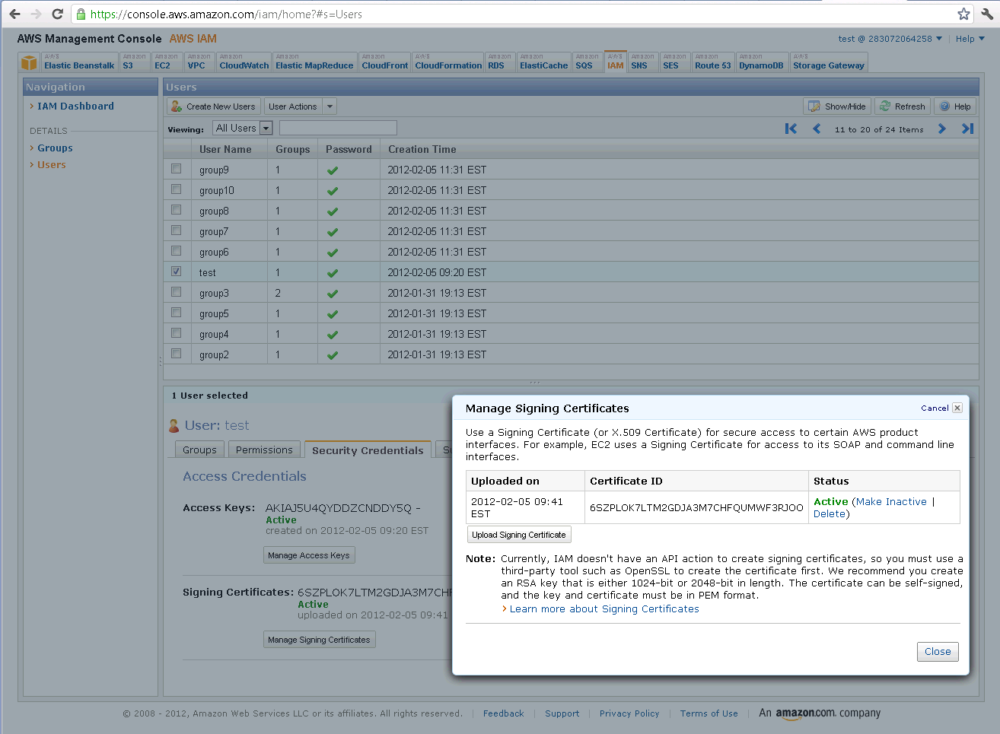 https://console.aws.amazon.com/iam/home?#s=Users
AWS Management Console AWS IAM
test @ 283072064258 Help
AWS Elastic Beanstalk
Amazon S3
Amazon EC2
Amazon VPC
Amazon CloudWatch
Amazon Elastic MapReduce
Amazon CloudFront
AWS CloudFormation
Amazon RDS
Amazon ElastiCache
Amazon SQS
AWS IAM
Amazon SNS
Amazon SES
Amazon Route 53
Amazon DynamoDB
AWS Storage Gateway
Navigation
IAM Dashboard
DETAILS
Groups
Users
Users
Create New Users User Actions Show/Hide Refresh Help
Viewing: All Users 11 to 20 of 24 Items
User Name Groups Password Creation Time
group9 1 2012-02-05 11:31 EST
group10 1 2012-02-05 11:31 EST
group8 1 2012-02-05 11:31 EST
group7 1 2012-02-05 11:31 EST
group6 1 2012-02-05 11:31 EST
test 1 2012-02-05 09:20 EST
group3 2 2012-01-31 19:13 EST
group5 1 2012-01-31 19:13 EST
group4 1 2012-01-31 19:13 EST
group2 1 2012-01-31 19:13 EST
1 User selected
User: test
Groups Permissions Security Credentials
Access Credentials
Access Keys: AKIAJ5U4QYDDZCNDDY5Q -
Active
created on 2012-02-05 09:20 EST
Manage Access Keys
Signing Certificates: 6SZPLOK7LTM2GDJA3M7CHF
Active
uploaded on 2012-02-05 09:41
Manage Signing Certificates
Manage Signing Certificates Cancel
Use a Signing Certificate (or X.509 Certificate) for secure access to certain AWS product
interfaces. For example, EC2 uses a Signing Certificate for access to its SOAP and command line
interfaces.
Uploaded on Certificate ID Status
2012-02-05 09:41 EST 6SZPLOK7LTM2GDJA3M7CHFQUMWF3RJOO Active (Make Inactive | Delete)
Upload Signing Certificate
Note: Currently, IAM doesn't have an API action to create signing certificates, so you must use a
third-party tool such as OpenSSL to create the certificate first. We recommend you create
an RSA key that is either 1024-bit or 2048-bit in length. The certificate can be self-signed,
and the key and certificate must be in PEM format.
Learn more about Signing Certificates
Close
© 2008 - 2012, Amazon Web Services LLC or its affiliates. All rights reserved. | Feedback | Support | Privacy Policy | Terms of Use | An amazon.com. company